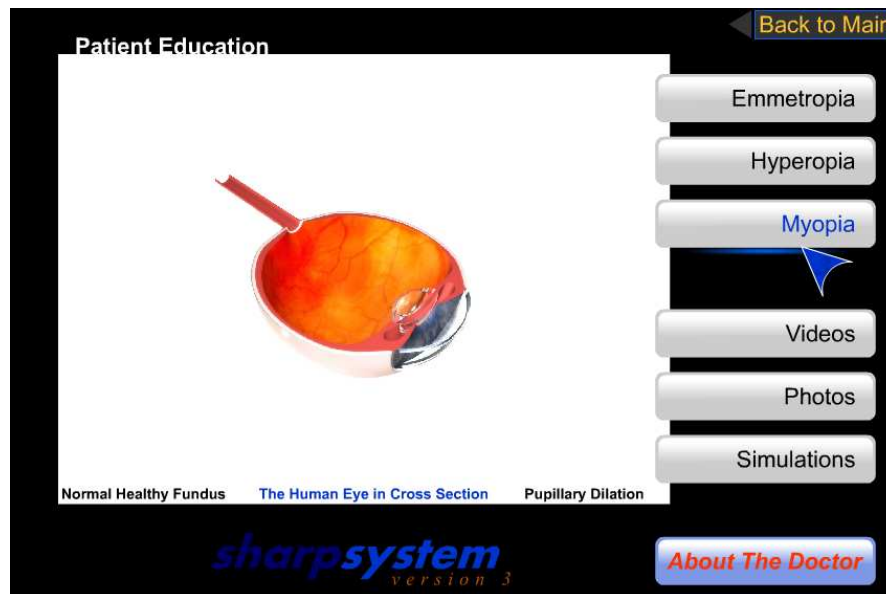 Back to Main
Patient Education
Emmetropia
Hyperopia
Myopia
Videos
Photos
Simulations
Normal Healthy Fundus The Human Eye in Cross Section Pupillary Dilation
sharpsystem
version 3
About The Doctor